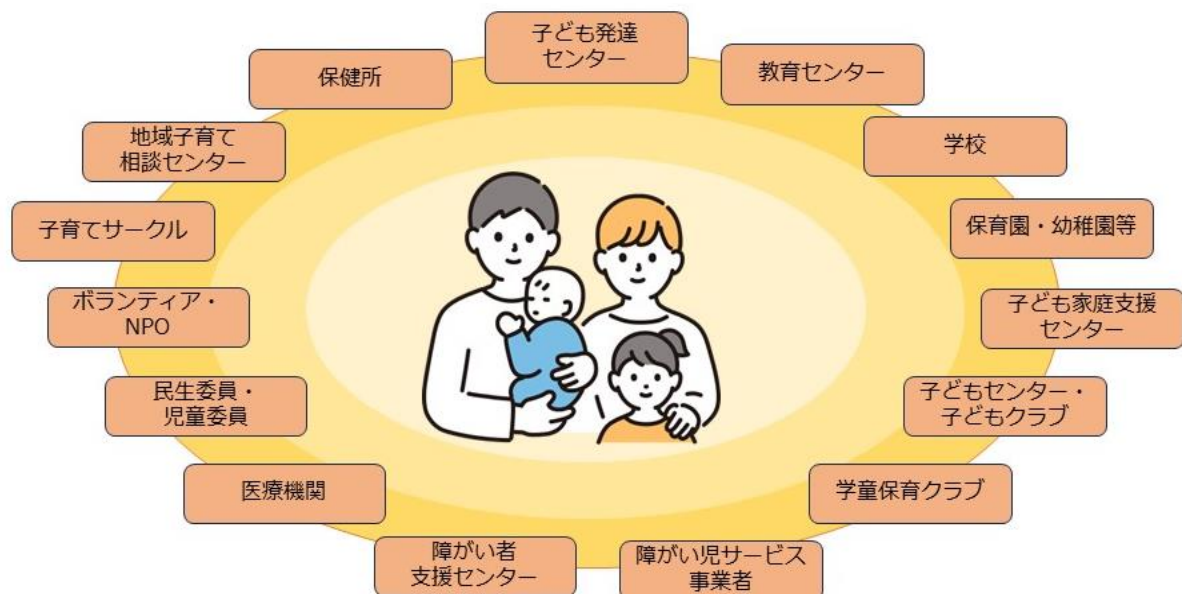 子ども発達
センター
教育センター
学校
保育園・幼稚園等
子ども家庭支援
センター
子どもセンター・
子どもクラブ
学童保育クラブ
障がい児サービス
事業者
障がい者
支援センター
医療機関
民生委員・
児童委員
ボランティア・
NPO
子育てサークル
地域子育て
相談センター
保健所